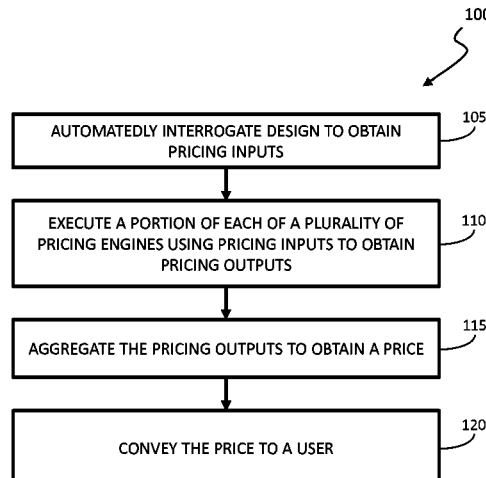 100
AUTOMATEDLY INTERROGATE DESIGN TO OBTAIN
PRICING INPUTS
105
EXECUTE A PORTION OF EACH OF A PLURALITY OF
PRICING ENGINES USING PRICING INPUTS TO OBTAIN
PRICING OUTPUTS
110
AGGREGATE THE PRICING OUTPUTS TO OBTAIN A PRICE
115
CONVEY THE PRICE TO A USER
120